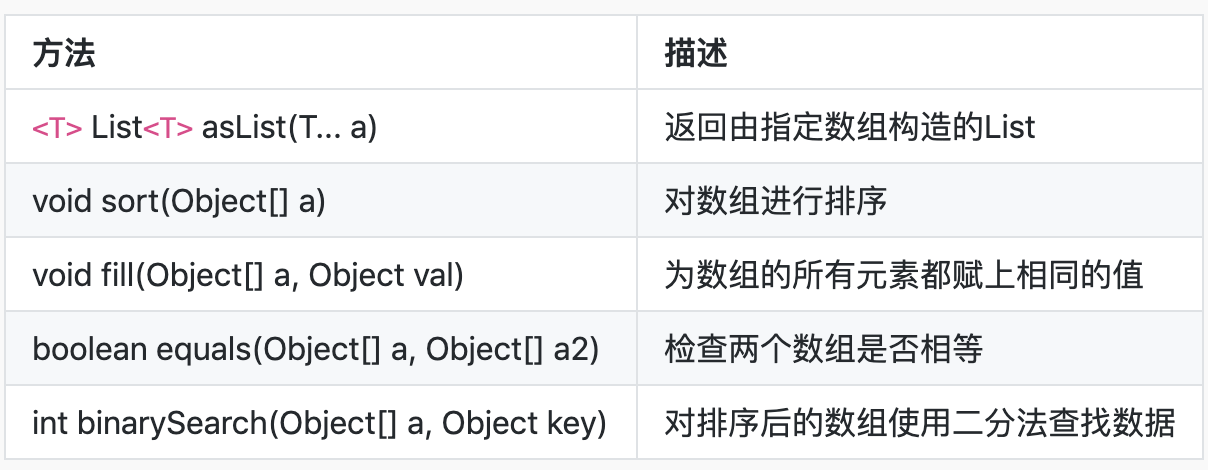 方法 描述
<T> List<T> asList(T... a) 返回由指定数组构造的List
void sort(Object[] a) 对数组进行排序
void fill(Object[] a, Object val) 为数组的所有元素都赋上相同的值
boolean equals(Object[] a, Object[] a2) 检查两个数组是否相等
int binarySearch(Object[] a, Object key) 对排序后的数组使用二分法查找数据